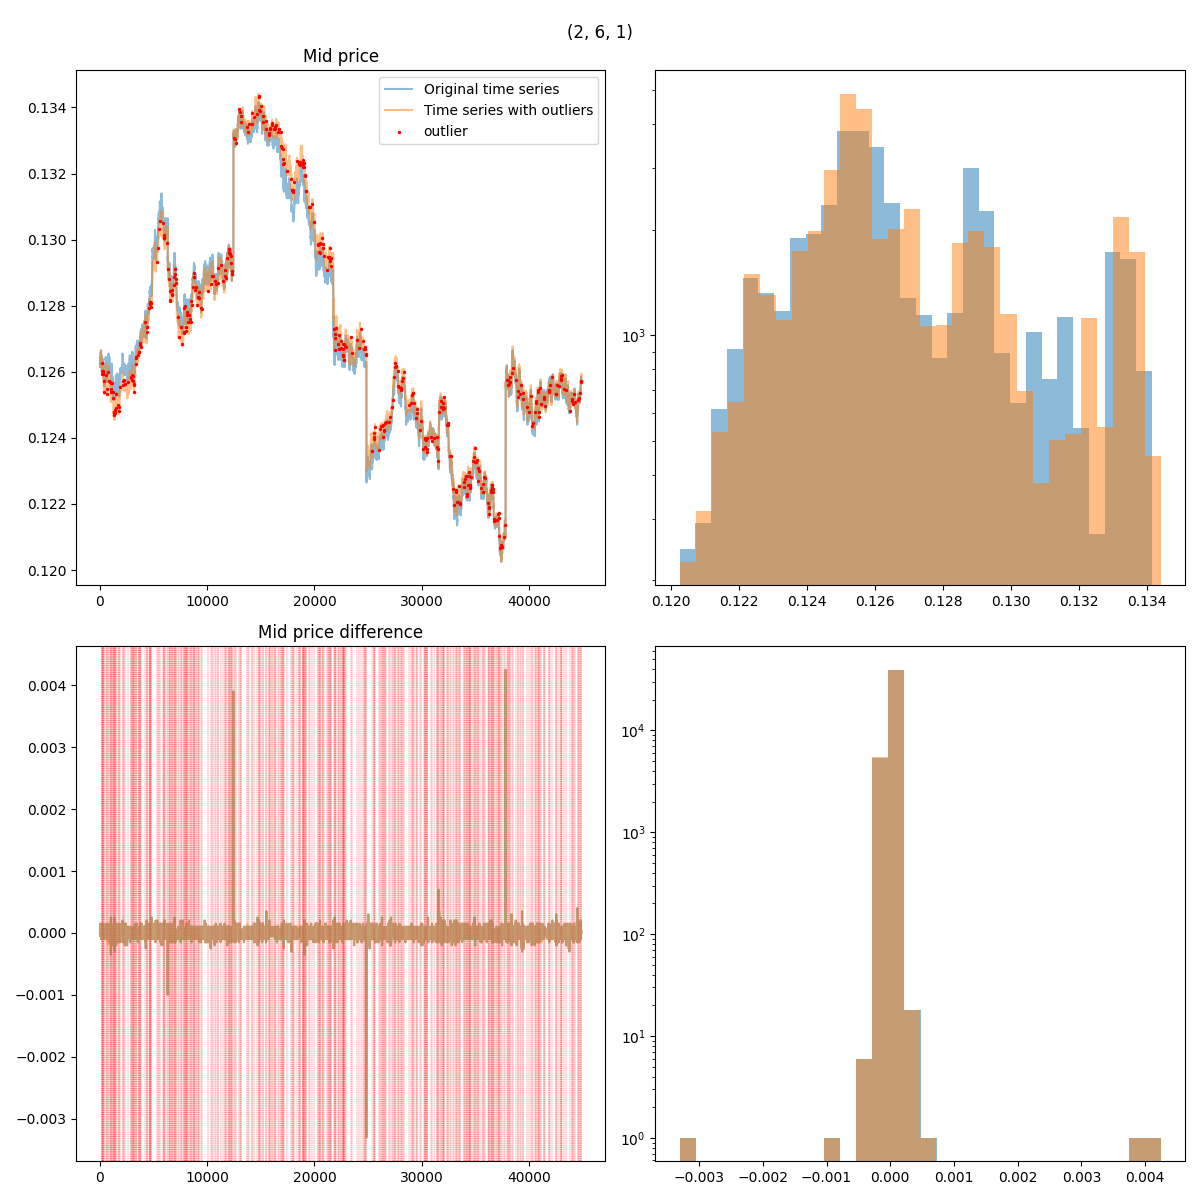 (2, 6, 1)
Mid price
Original time series
Time series with outliers
outlier
0.134
0.132
0.130
0.128
0.126
0.124
0.122
0.120
0 10000 20000 30000 40000
10³
0.120 0.122 0.124 0.126 0.128 0.130 0.132 0.134
Mid price difference
0.004
0.003
0.002
0.001
0.000
−0.001
−0.002
−0.003
0 10000 20000 30000 40000
10⁴
10³
10²
10¹
10⁰
−0.003 −0.002 −0.001 0.000 0.001 0.002 0.003 0.004